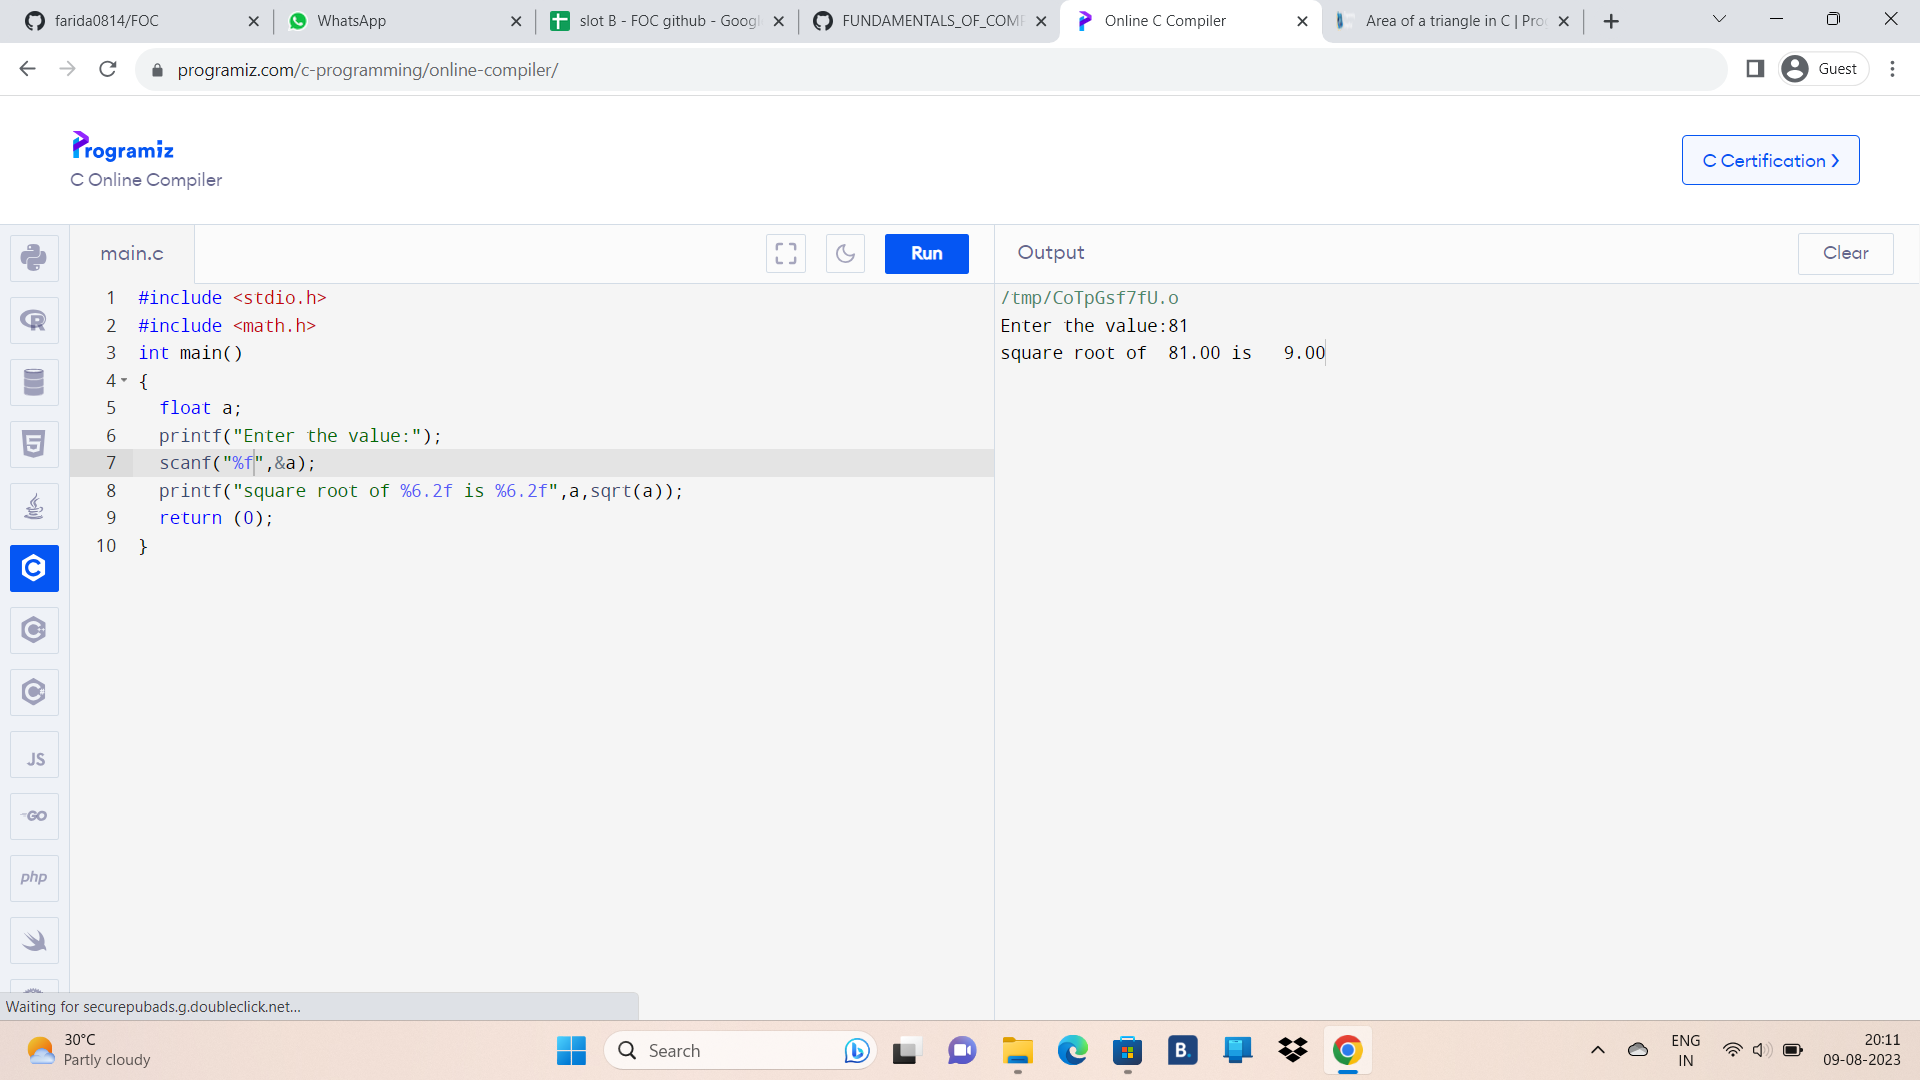 farida0814/FOC
WhatsApp
slot B - FOC github - Googl
FUNDAMENTALS_OF_COMP
Online C Compiler
Area of a triangle in C | Pro
programiz.com/c-programming/online-compiler/
Guest
Programiz
C Online Compiler
C Certification >
main.c
Run
Output
Clear
1 #include <stdio.h>
2 #include <math.h>
3 int main()
4 {
5 float a;
6 printf("Enter the value:");
7 scanf("%f",&a);
8 printf("square root of %6.2f is %6.2f",a,sqrt(a));
9 return (0);
10 }
/tmp/CoTpGsf7fU.o
Enter the value:81
square root of  81.00 is   9.00
JS
GO
php
Waiting for securepubads.g.doubleclick.net...
30°C
Partly cloudy
Search
B.
ENG
IN
20:11
09-08-2023